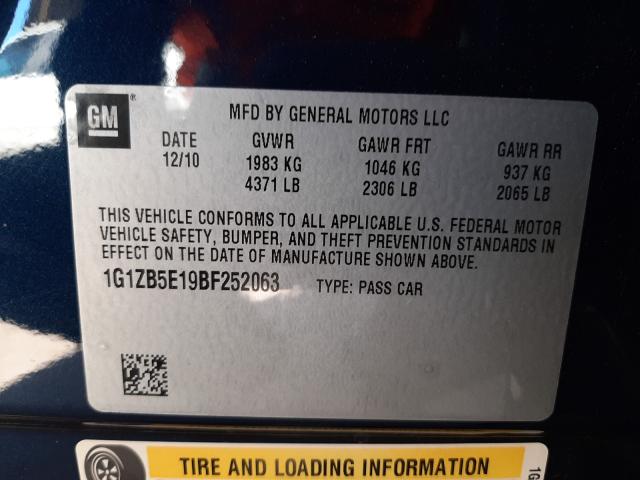 GM®
MFD BY GENERAL MOTORS LLC
DATE GVWR GAWR FRT GAWR RR
12/10 1983 KG 1046 KG 937 KG
4371 LB 2306 LB 2065 LB
THIS VEHICLE CONFORMS TO ALL APPLICABLE U.S. FEDERAL MOTOR
VEHICLE SAFETY, BUMPER, AND THEFT PREVENTION STANDARDS IN
EFFECT ON THE DATE OF MANUFACTURE SHOWN ABOVE.
1G1ZB5E19BF252063 TYPE: PASS CAR
TIRE AND LOADING INFORMATION